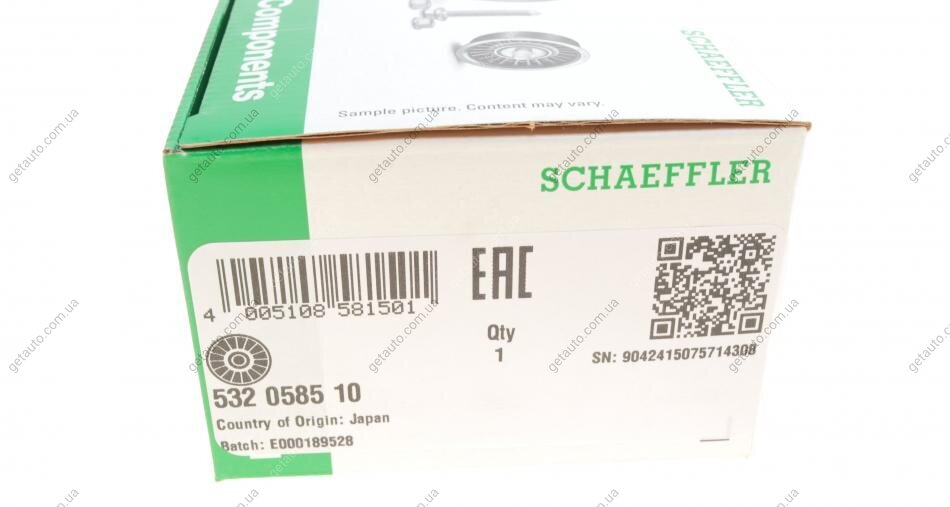 Components
SCHAEFFLER
Sample picture. Content may vary.
SCHAEFFLER
EAC
4 005108 581501
Qty
1
SN: 9042415075714308
532 0585 10
Country of Origin: Japan
Batch: E000189528
getauto.com.ua